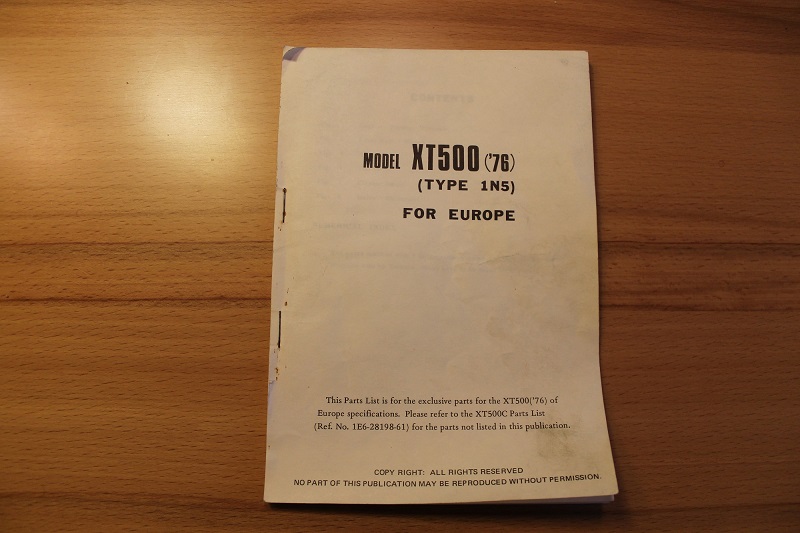 MODEL XT500 ('76)
(TYPE 1N5)
FOR EUROPE
This Parts List is for the exclusive parts for the XT500('76) of
Europe specifications. Please refer to the XT500C Parts List
(Ref. No. 1E6-28198-61) for the parts not listed in this publication.
COPY RIGHT: ALL RIGHTS RESERVED
NO PART OF THIS PUBLICATION MAY BE REPRODUCED WITHOUT PERMISSION.